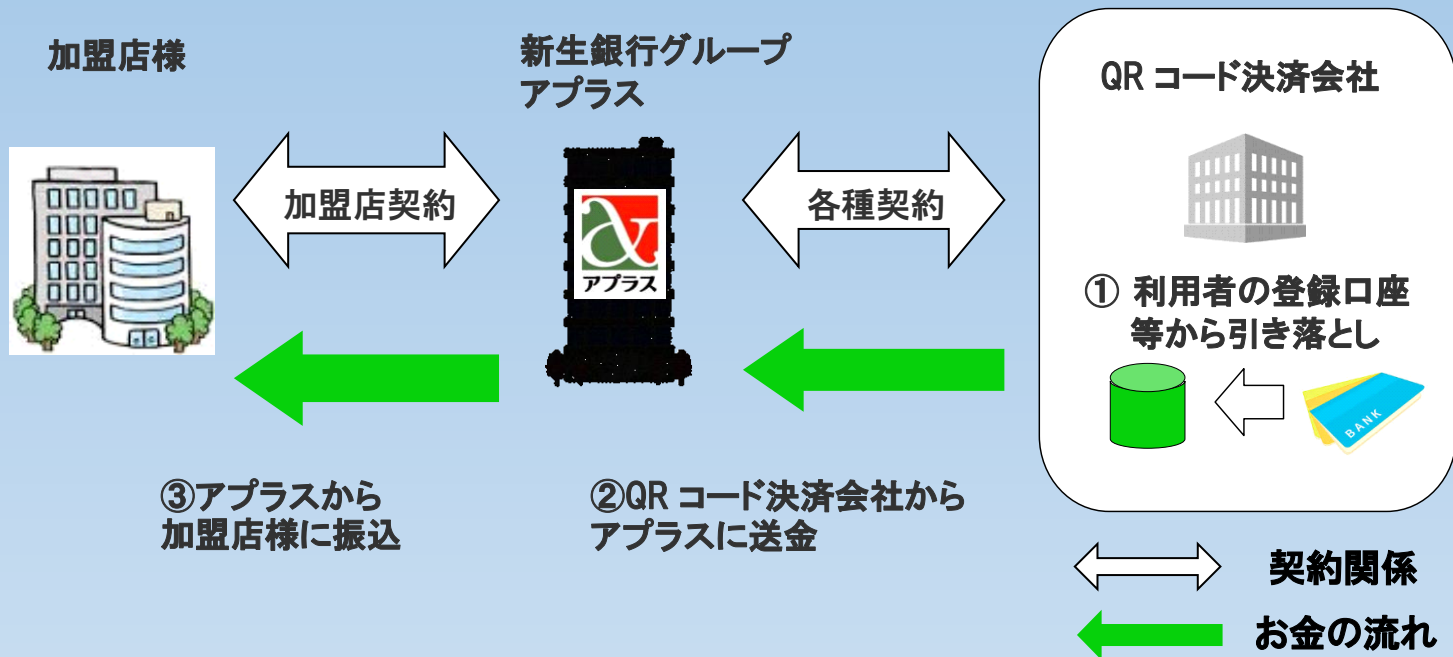 加盟店様
新生銀行グループ
アプラス
QR コード決済会社
加盟店契約
各種契約
アプラス
① 利用者の登録口座
等から引き落とし
BANK
③アプラスから
加盟店様に振込
②QR コード決済会社から
アプラスに送金
契約関係
お金の流れ